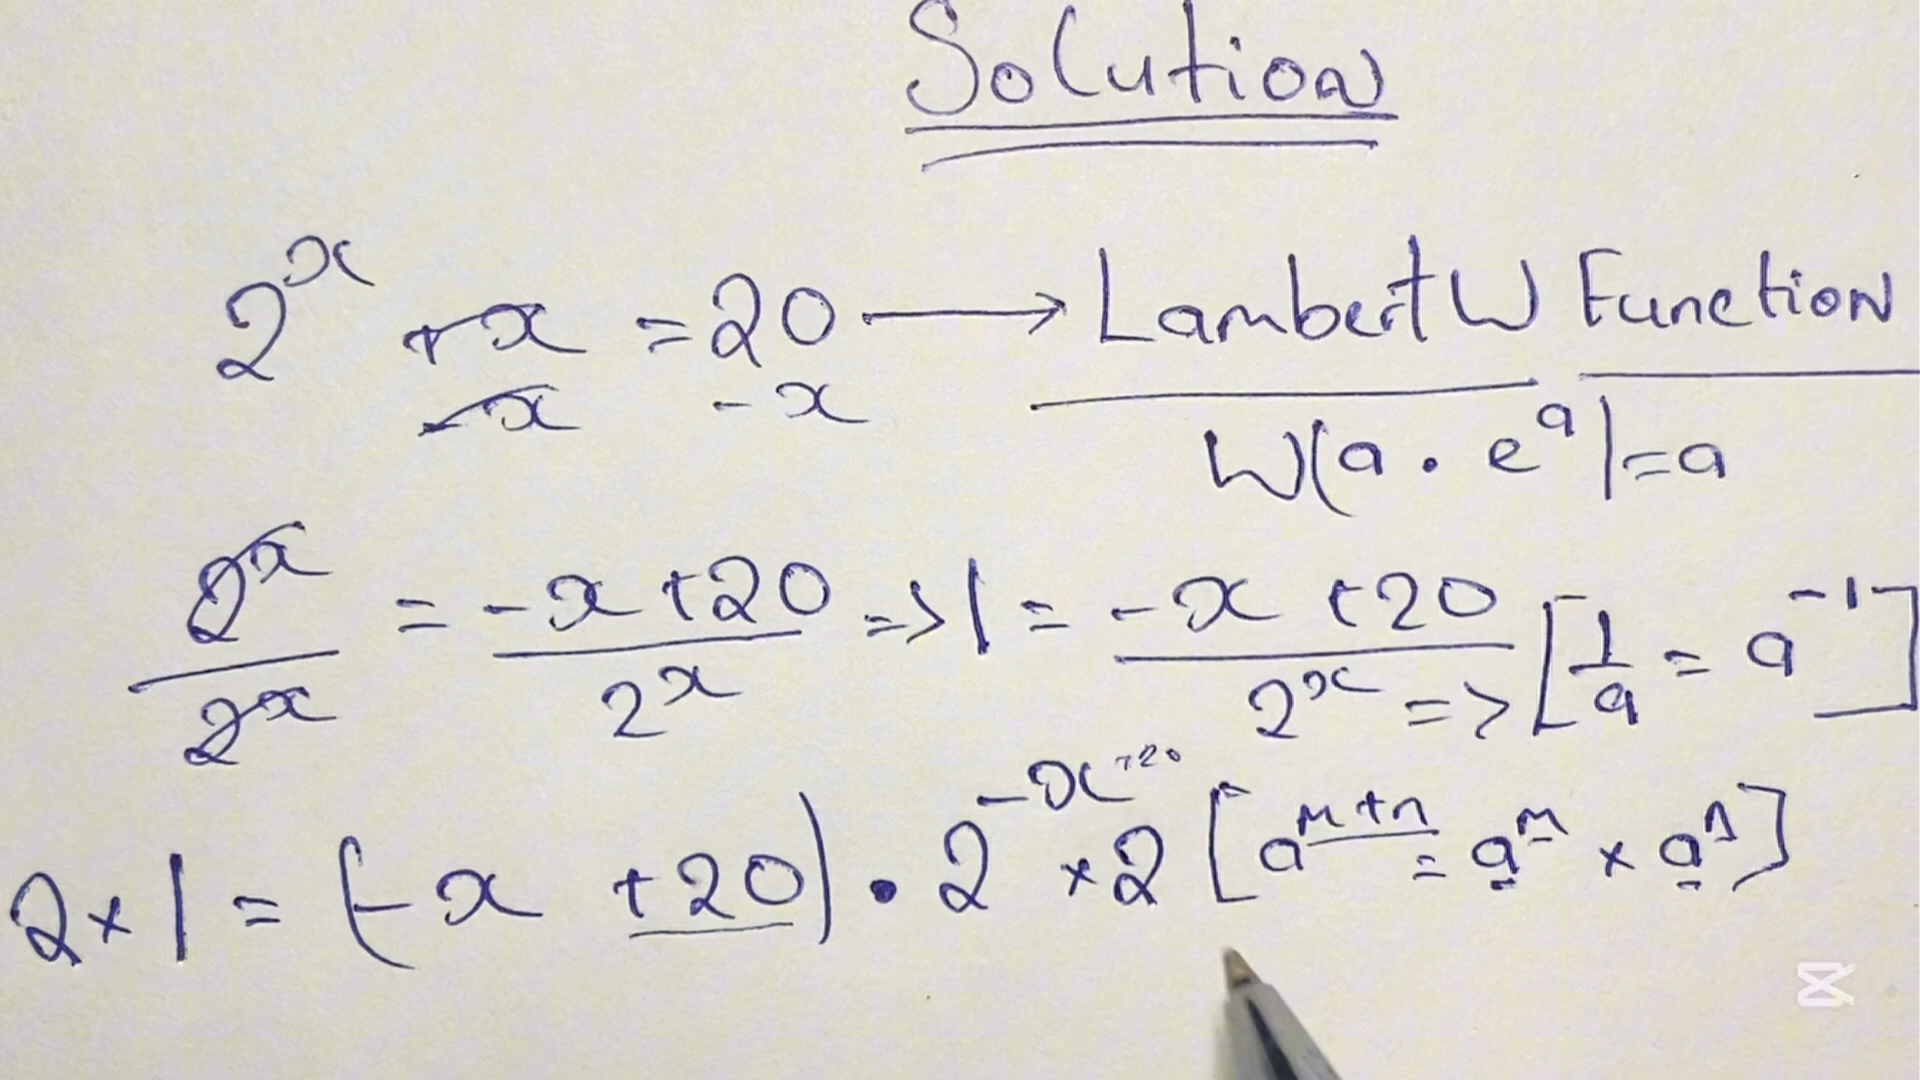 Solution
2^x + x = 20 → Lambert W Function
- x - x
W(a · e^a) = a
2^x/2^x = -x + 20/2^x => 1 = -x + 20/2^x => [1/a = a^-1]
2 × 1 = (-x + 20) · 2^-x +20 × 2 [a^m+n = a^m × a^n]